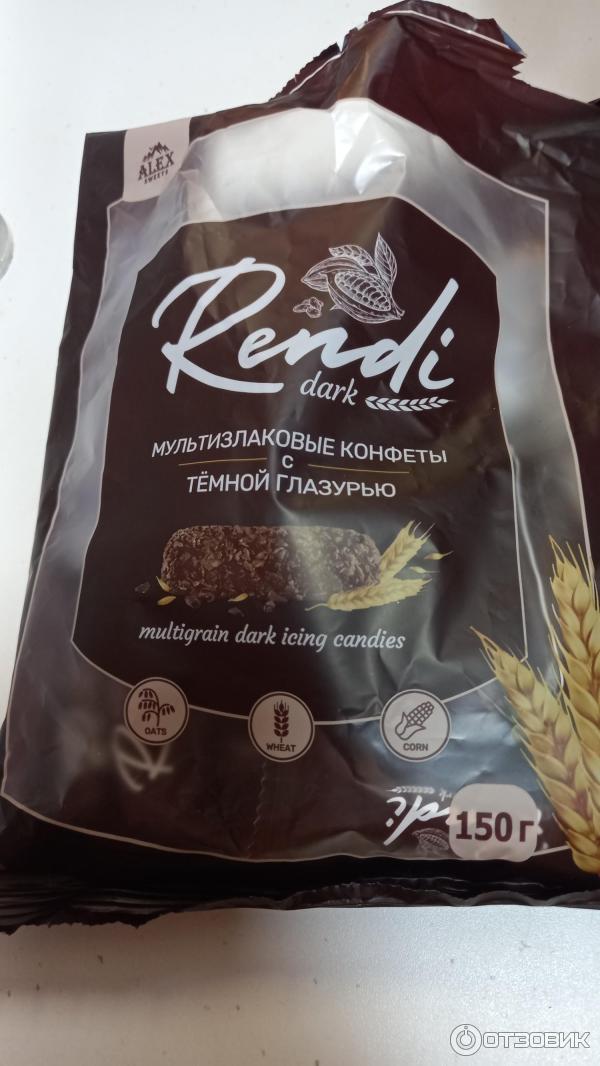 ALEX
SWEETS
Rendi
dark
МУЛЬТИЗЛАКОВЫЕ КОНФЕТЫ
С
ТЁМНОЙ ГЛАЗУРЬЮ
multigrain dark icing candies
OATS
WHEAT
CORN
150 г
ОТЗОВИК